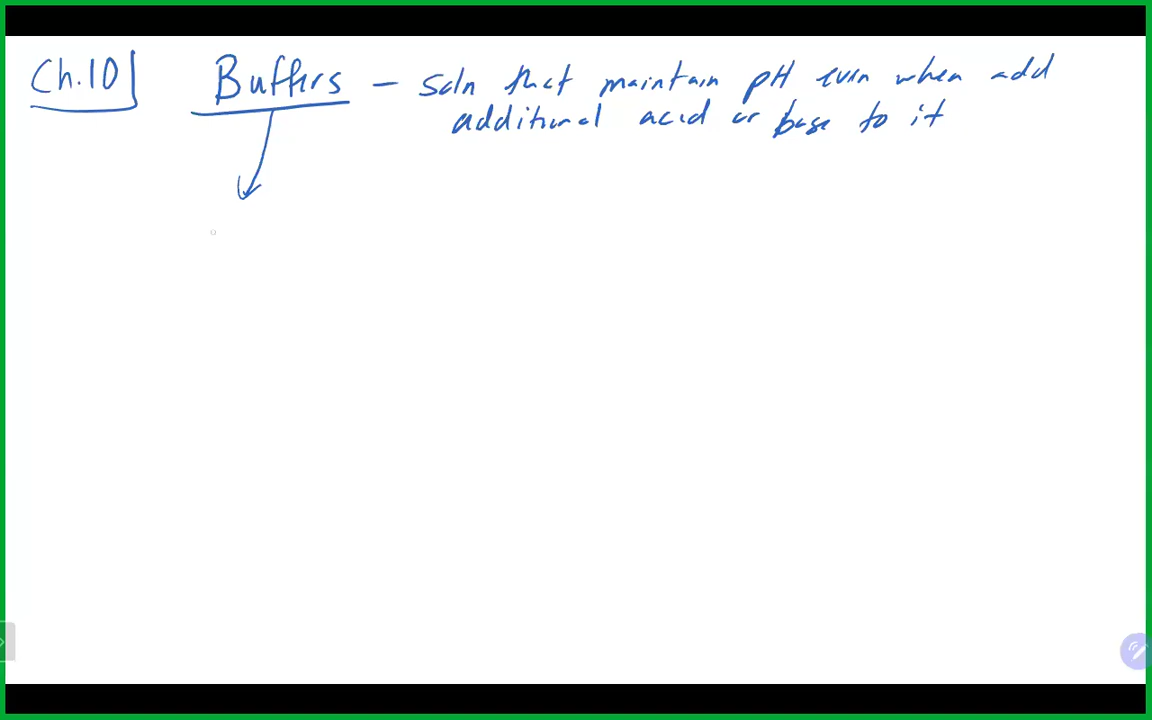 Ch.10 Buffers – soln that maintain pH even when add
additional acid or base to it